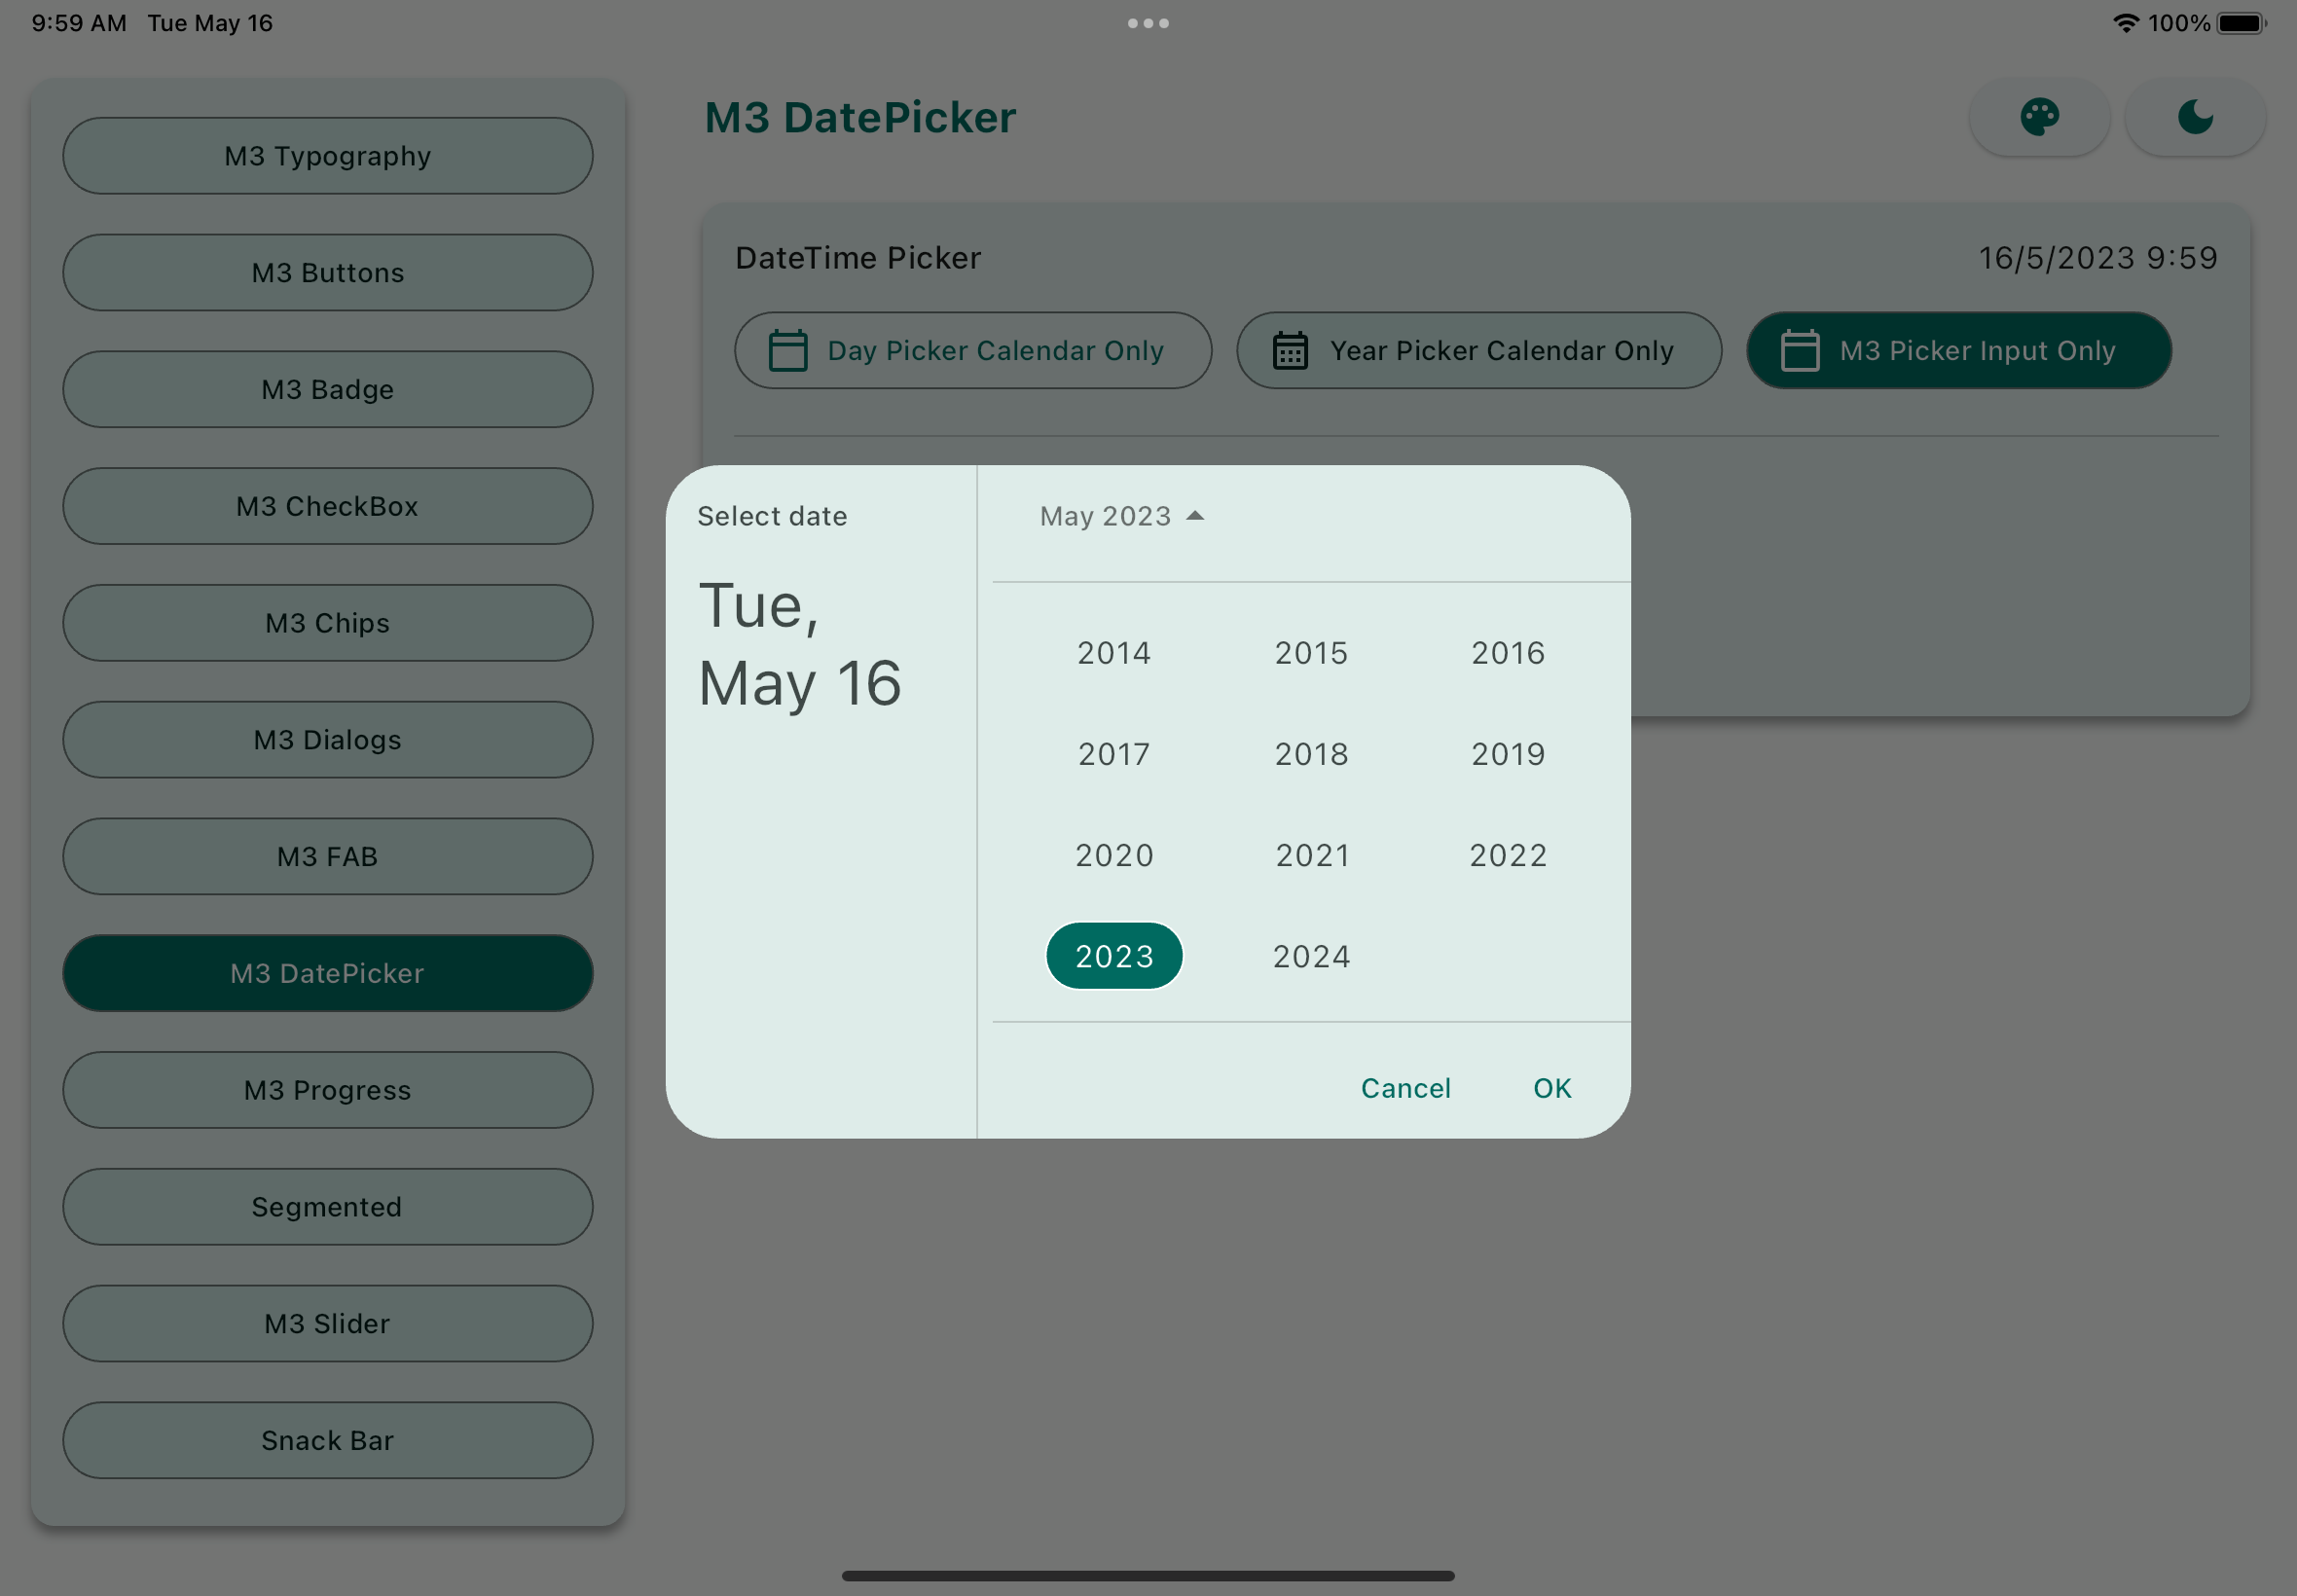 9:59 AM Tue May 16
100%
M3 Typography
M3 Buttons
M3 Badge
M3 CheckBox
M3 Chips
M3 Dialogs
M3 FAB
M3 DatePicker
M3 Progress
Segmented
M3 Slider
Snack Bar
M3 DatePicker
DateTime Picker
16/5/2023 9:59
Day Picker Calendar Only
Year Picker Calendar Only
M3 Picker Input Only
Select date
Tue,
May 16
May 2023
2014 2015 2016
2017 2018 2019
2020 2021 2022
2023 2024
Cancel OK